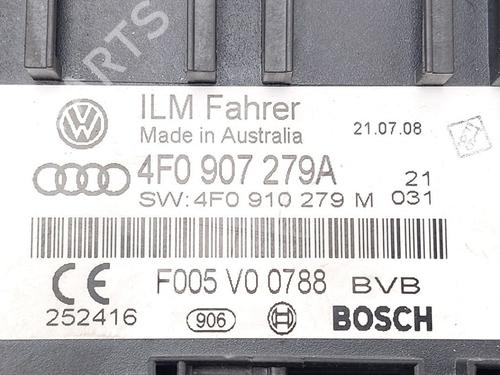 ILM Fahrer
Made in Australia 21.07.08
4F0 907 279A 21
SW: 4F0 910 279 M 031
F005 V0 0788 BVB
252416 906 BOSCH